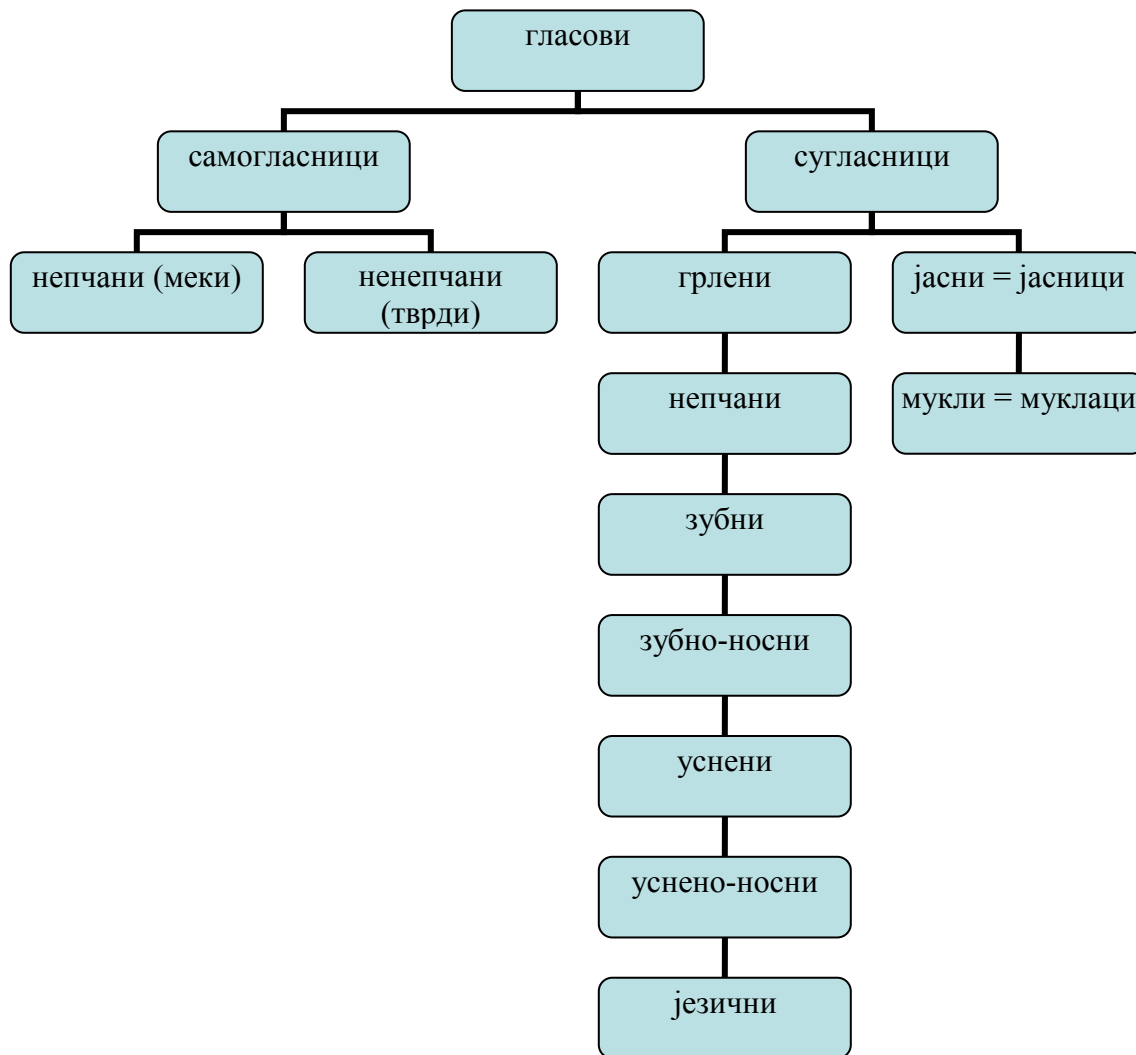 гласови
самогласници
сугласници
непчани (меки)
ненепчани
(тврди)
грлени
јасни = јасници
непчани
мукли = муклаци
зубни
зубно-носни
уснени
уснено-носни
језични